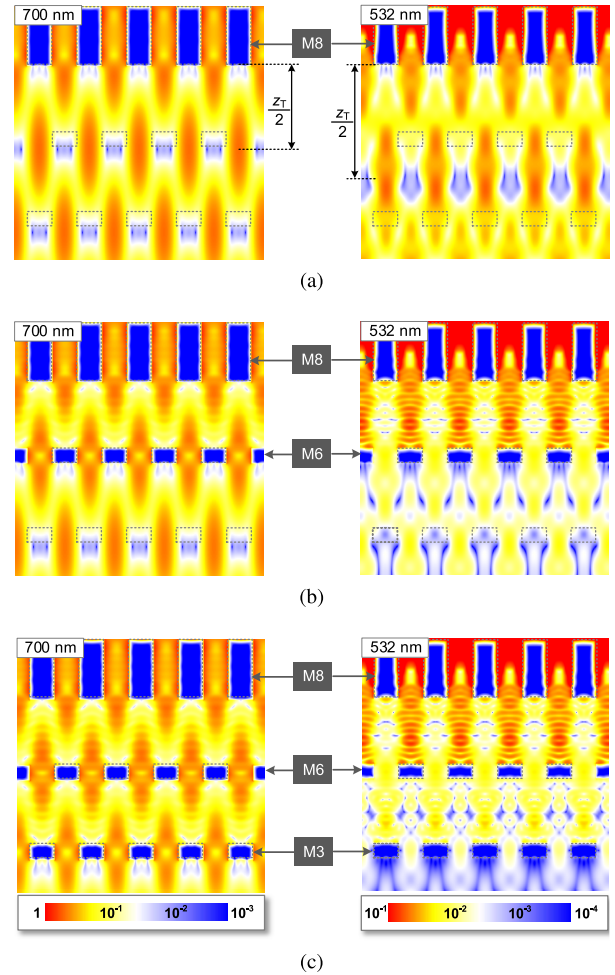 700 nm
M8
532 nm
z_T/2
z_T/2
(a)
700 nm
M8
532 nm
M6
(b)
700 nm
M8
532 nm
M6
M3
1 10⁻¹ 10⁻² 10⁻³
10⁻¹ 10⁻² 10⁻³ 10⁻⁴
(c)